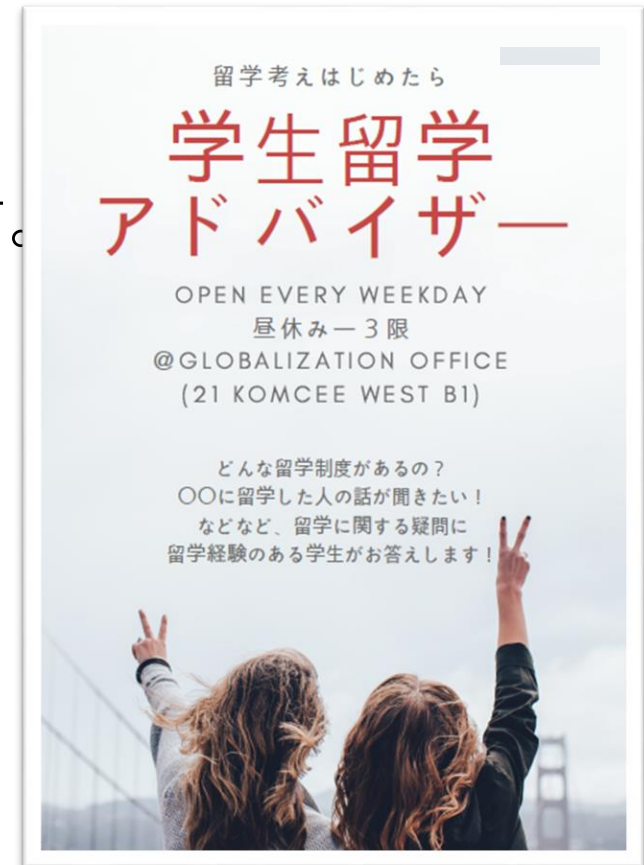 留学考えはじめたら
学生留学
アドバイザー
OPEN EVERY WEEKDAY
昼休み―3限
@GLOBALIZATION OFFICE
(21 KOMCEE WEST B1)
どんな留学制度があるの？
〇〇に留学した人の話が聞きたい！
などなど、留学に関する疑問に
留学経験のある学生がお答えします！